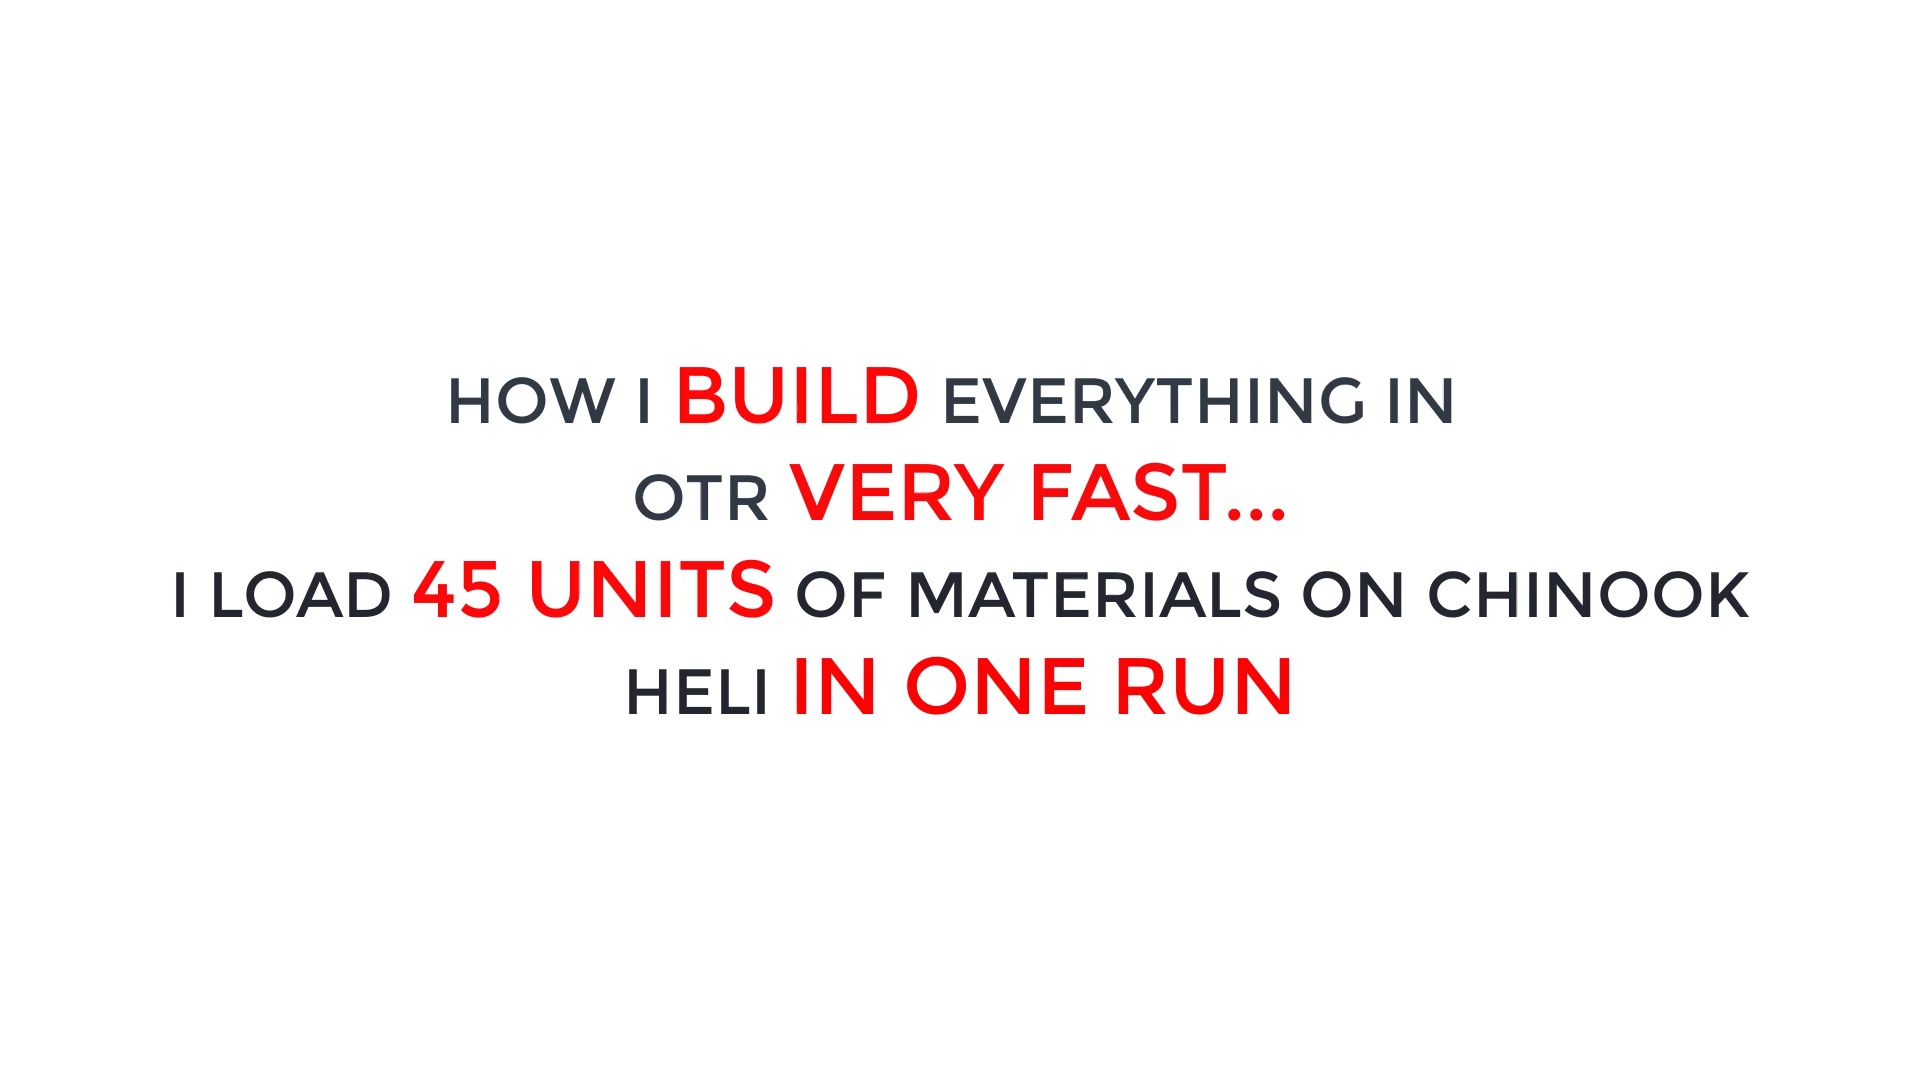 HOW I BUILD EVERYTHING IN
OTR VERY FAST...
I LOAD 45 UNITS OF MATERIALS ON CHINOOK
HELI IN ONE RUN